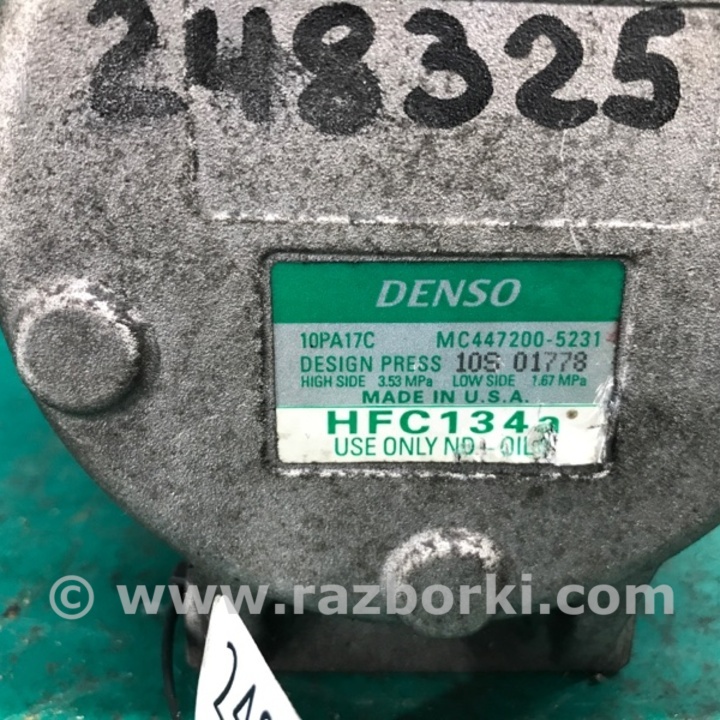 248325
DENSO
10PA17C MC447200-5231
DESIGN PRESS 10S 01778
HIGH SIDE 3.53 MPa LOW SIDE 1.67 MPa
MADE IN U.S.A.
HFC134a
USE ONLY ND-OIL
© www.razborki.com